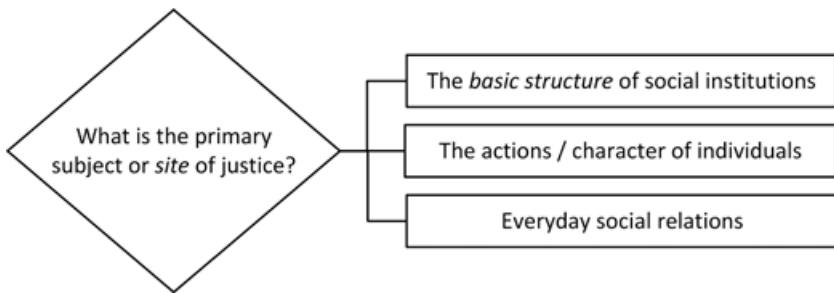 What is the primary
subject or site of justice?
The basic structure of social institutions
The actions / character of individuals
Everyday social relations